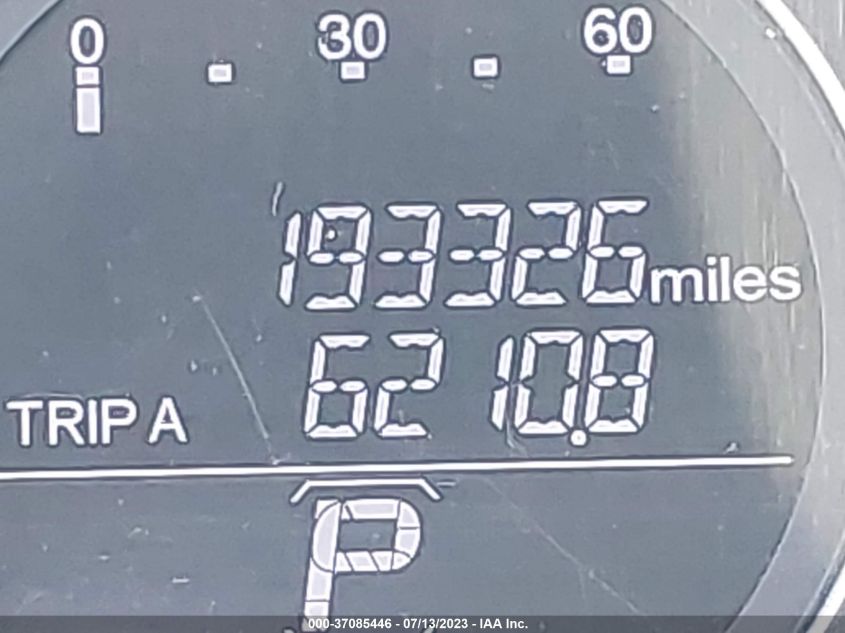 0 30 60
193326 miles
TRIP A 6210.8
P
000-37085446 - 07/13/2023 - IAA Inc.